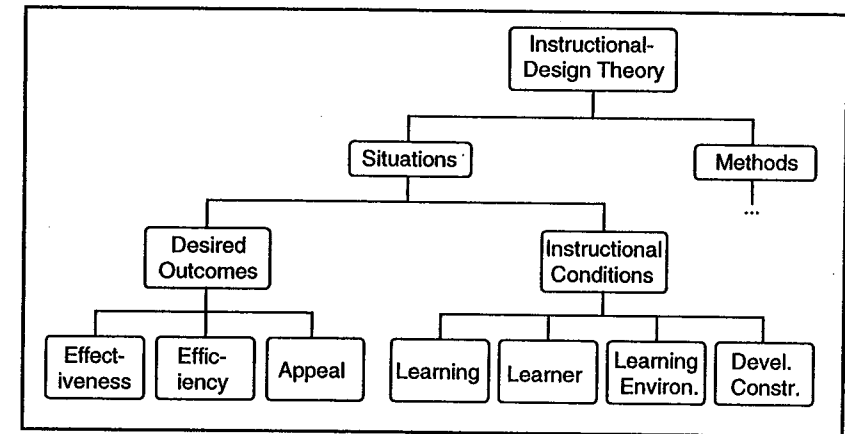 Instructional-
Design Theory
Situations
Methods
...
Desired
Outcomes
Instructional
Conditions
Effect-
iveness
Effic-
iency
Appeal
Learning
Learner
Learning
Environ.
Devel.
Constr.